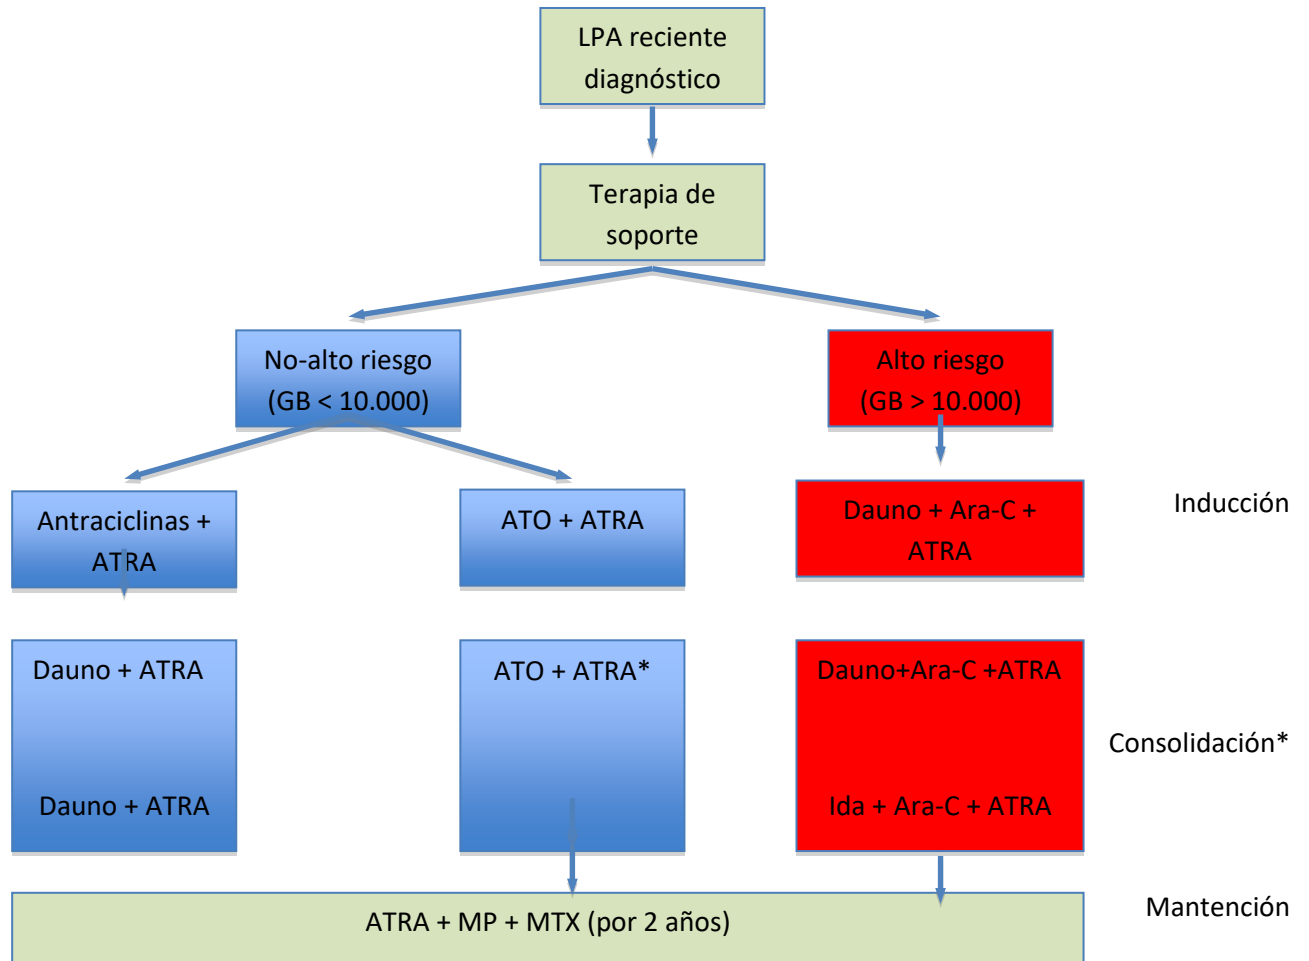 LPA reciente
diagnóstico
Terapia de
soporte
No-alto riesgo
(GB < 10.000)
Alto riesgo
(GB > 10.000)
Antraciclinas +
ATRA
ATO + ATRA
Dauno + Ara-C +
ATRA
Inducción
Dauno + ATRA
ATO + ATRA*
Dauno+Ara-C +ATRA
Consolidación*
Dauno + ATRA
Ida + Ara-C + ATRA
Mantención
ATRA + MP + MTX (por 2 años)